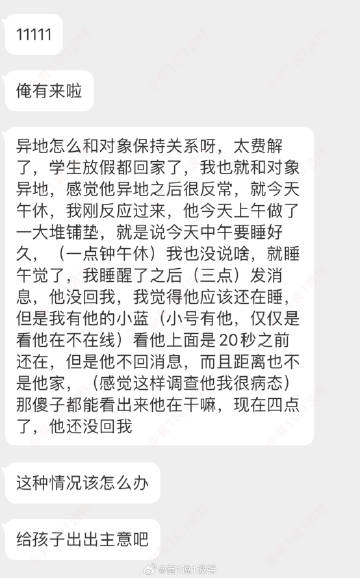 11111
俺有来啦
异地怎么和对象保持关系呀，太费解
了，学生放假都回家了，我也就和对象
异地，感觉他异地之后很反常，就今天
午休，我刚反应过来，他今天上午做了
一大堆铺垫，就是说今天中午要睡好
久，（一点钟午休）我也没说啥，就睡
午觉了，我睡醒了之后（三点）发消
息，他没回我，我觉得他应该还在睡，
但是我有他的小蓝（小号有他，仅仅是
看他在不在线）看他上面是20秒之前
还在，但是他不回消息，而且距离也不
是他家，（感觉这样调查他我很病态）
那傻子都能看出来他在干嘛，现在四点
了，他还没回我
这种情况该怎么办
给孩子出出主意吧